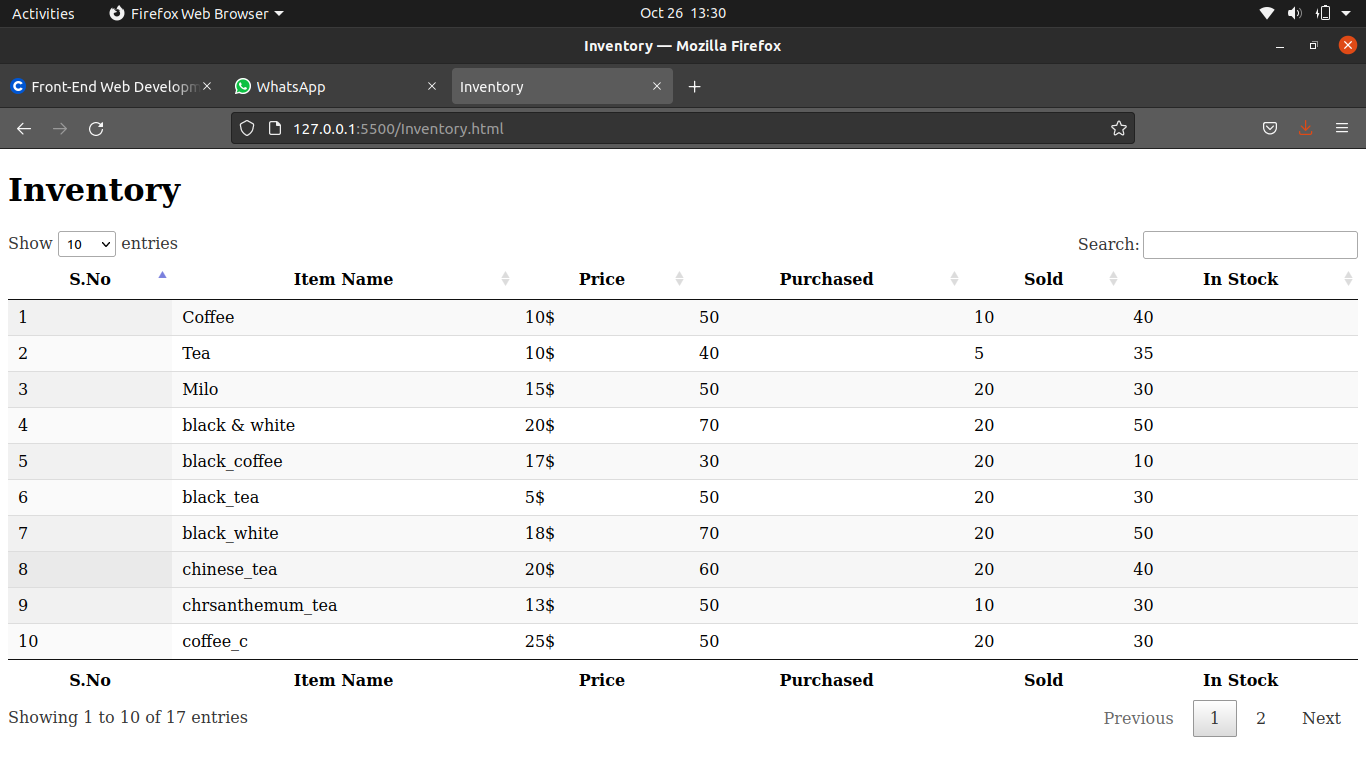 Activities Firefox Web Browser Oct 26 13:30
Inventory — Mozilla Firefox
Front-End Web Developm WhatsApp Inventory
127.0.0.1:5500/Inventory.html
Inventory
Show 10 entries Search:
S.No Item Name Price Purchased Sold In Stock
1 Coffee 10$ 50 10 40
2 Tea 10$ 40 5 35
3 Milo 15$ 50 20 30
4 black & white 20$ 70 20 50
5 black_coffee 17$ 30 20 10
6 black_tea 5$ 50 20 30
7 black_white 18$ 70 20 50
8 chinese_tea 20$ 60 20 40
9 chrsanthemum_tea 13$ 50 10 30
10 coffee_c 25$ 50 20 30
S.No Item Name Price Purchased Sold In Stock
Showing 1 to 10 of 17 entries Previous 1 2 Next